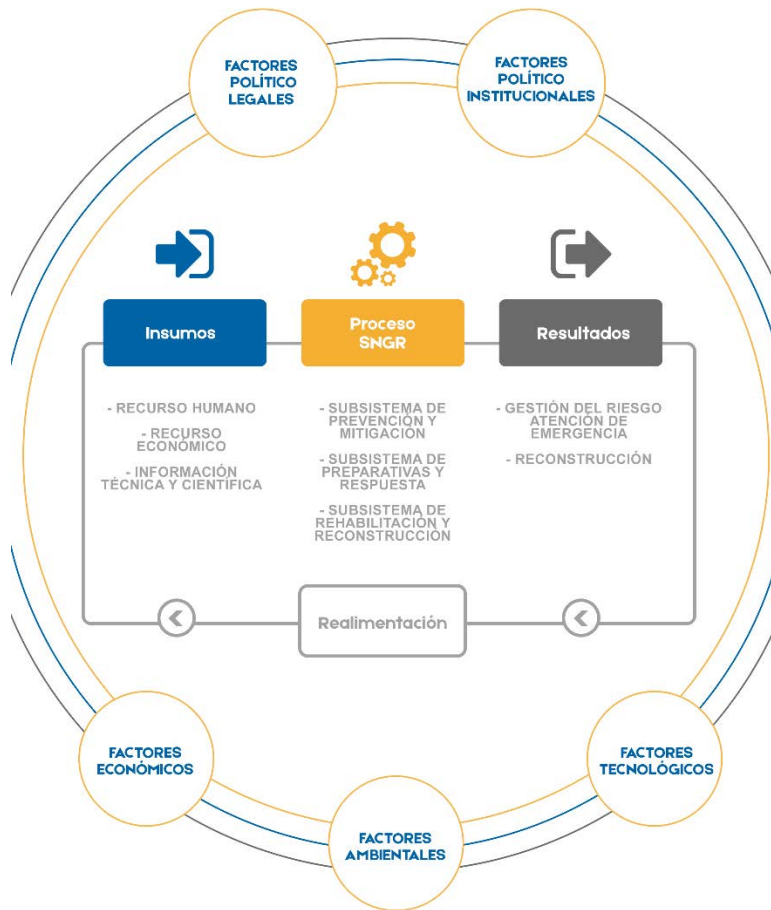 FACTORES
POLÍTICO
LEGALES
FACTORES
POLÍTICO
INSTITUCIONALES
Insumos
Proceso
SNGR
Resultados
- RECURSO HUMANO
- RECURSO
ECONÓMICO
- INFORMACIÓN
TÉCNICA Y CIENTÍFICA
- SUBSISTEMA DE
PREVENCIÓN Y
MITIGACIÓN
- SUBSISTEMA DE
PREPARATIVAS Y
RESPUESTA
- SUBSISTEMA DE
REHABILITACIÓN Y
RECONSTRUCCIÓN
- GESTIÓN DEL RIESGO
ATENCIÓN DE
EMERGENCIA
- RECONSTRUCCIÓN
Realimentación
FACTORES
ECONÓMICOS
FACTORES
TECNOLÓGICOS
FACTORES
AMBIENTALES